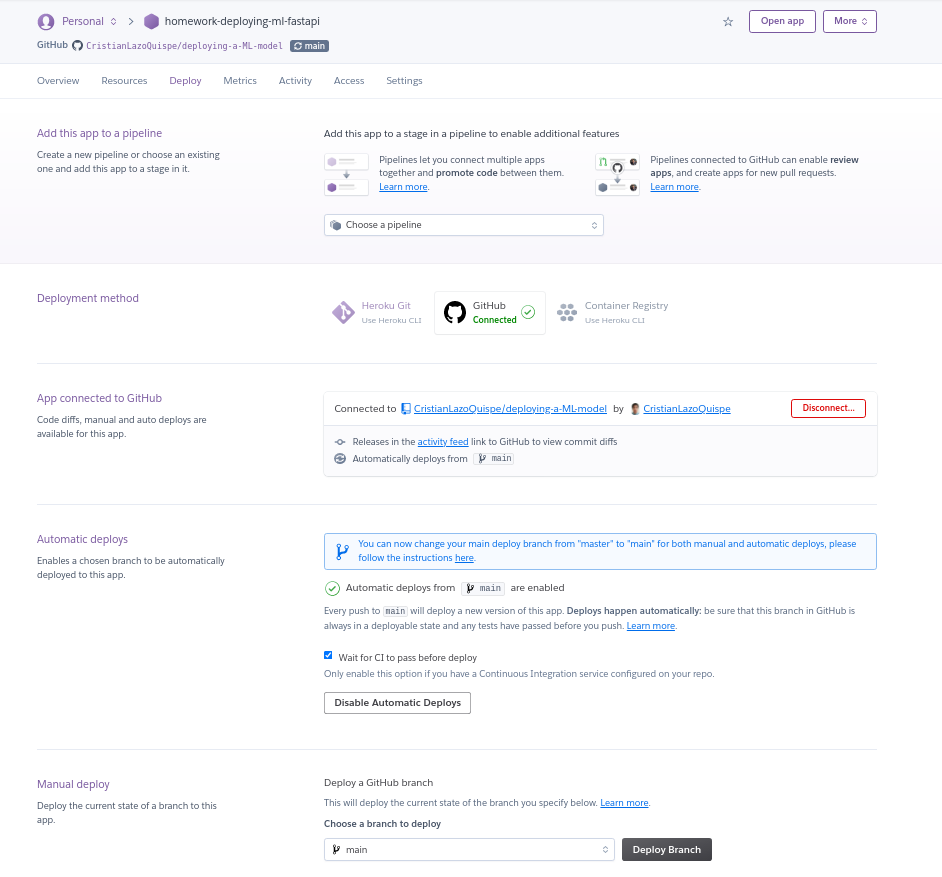 Personal homework-deploying-ml-fastapi Open app More
GitHub CristianLazoQuispe/deploying-a-ML-model main
Overview Resources Deploy Metrics Activity Access Settings
Add this app to a pipeline
Create a new pipeline or choose an existing
one and add this app to a stage in it.
Add this app to a stage in a pipeline to enable additional features
Pipelines let you connect multiple apps
together and promote code between them.
Learn more.
Pipelines connected to GitHub can enable review
apps, and create apps for new pull requests.
Learn more.
Choose a pipeline
Deployment method
Heroku Git
Use Heroku CLI
GitHub
Connected
Container Registry
Use Heroku CLI
App connected to GitHub
Code diffs, manual and auto deploys are
available for this app.
Connected to CristianLazoQuispe/deploying-a-ML-model by CristianLazoQuispe Disconnect...
Releases in the activity feed link to GitHub to view commit diffs
Automatically deploys from main
Automatic deploys
Enables a chosen branch to be automatically
deployed to this app.
You can now change your main deploy branch from "master" to "main" for both manual and automatic deploys, please
follow the instructions here.
Automatic deploys from main are enabled
Every push to main will deploy a new version of this app. Deploys happen automatically: be sure that this branch in GitHub is
always in a deployable state and any tests have passed before you push. Learn more.
Wait for CI to pass before deploy
Only enable this option if you have a Continuous Integration service configured on your repo.
Disable Automatic Deploys
Manual deploy
Deploy the current state of a branch to this
app.
Deploy a GitHub branch
This will deploy the current state of the branch you specify below. Learn more.
Choose a branch to deploy
main Deploy Branch